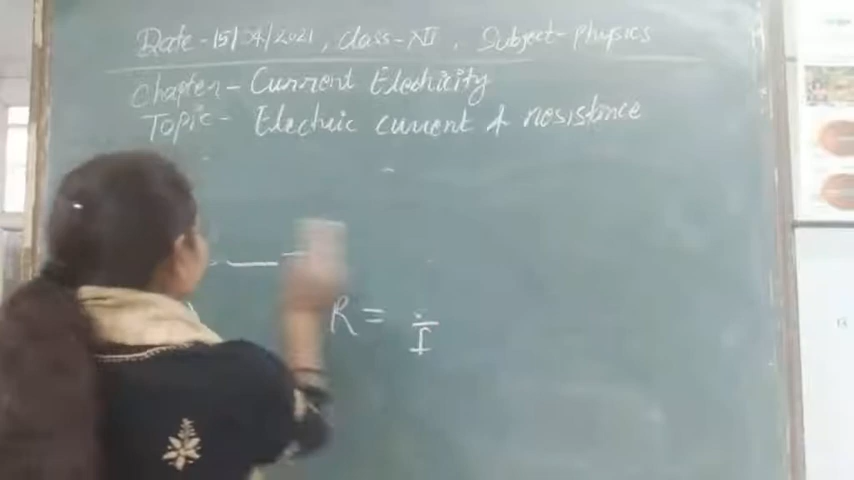 Date - 15/04/2021, class - XII, Subject - Physics
Chapter - Current Electricity
Topic - Electric current & resistance
R = 
I